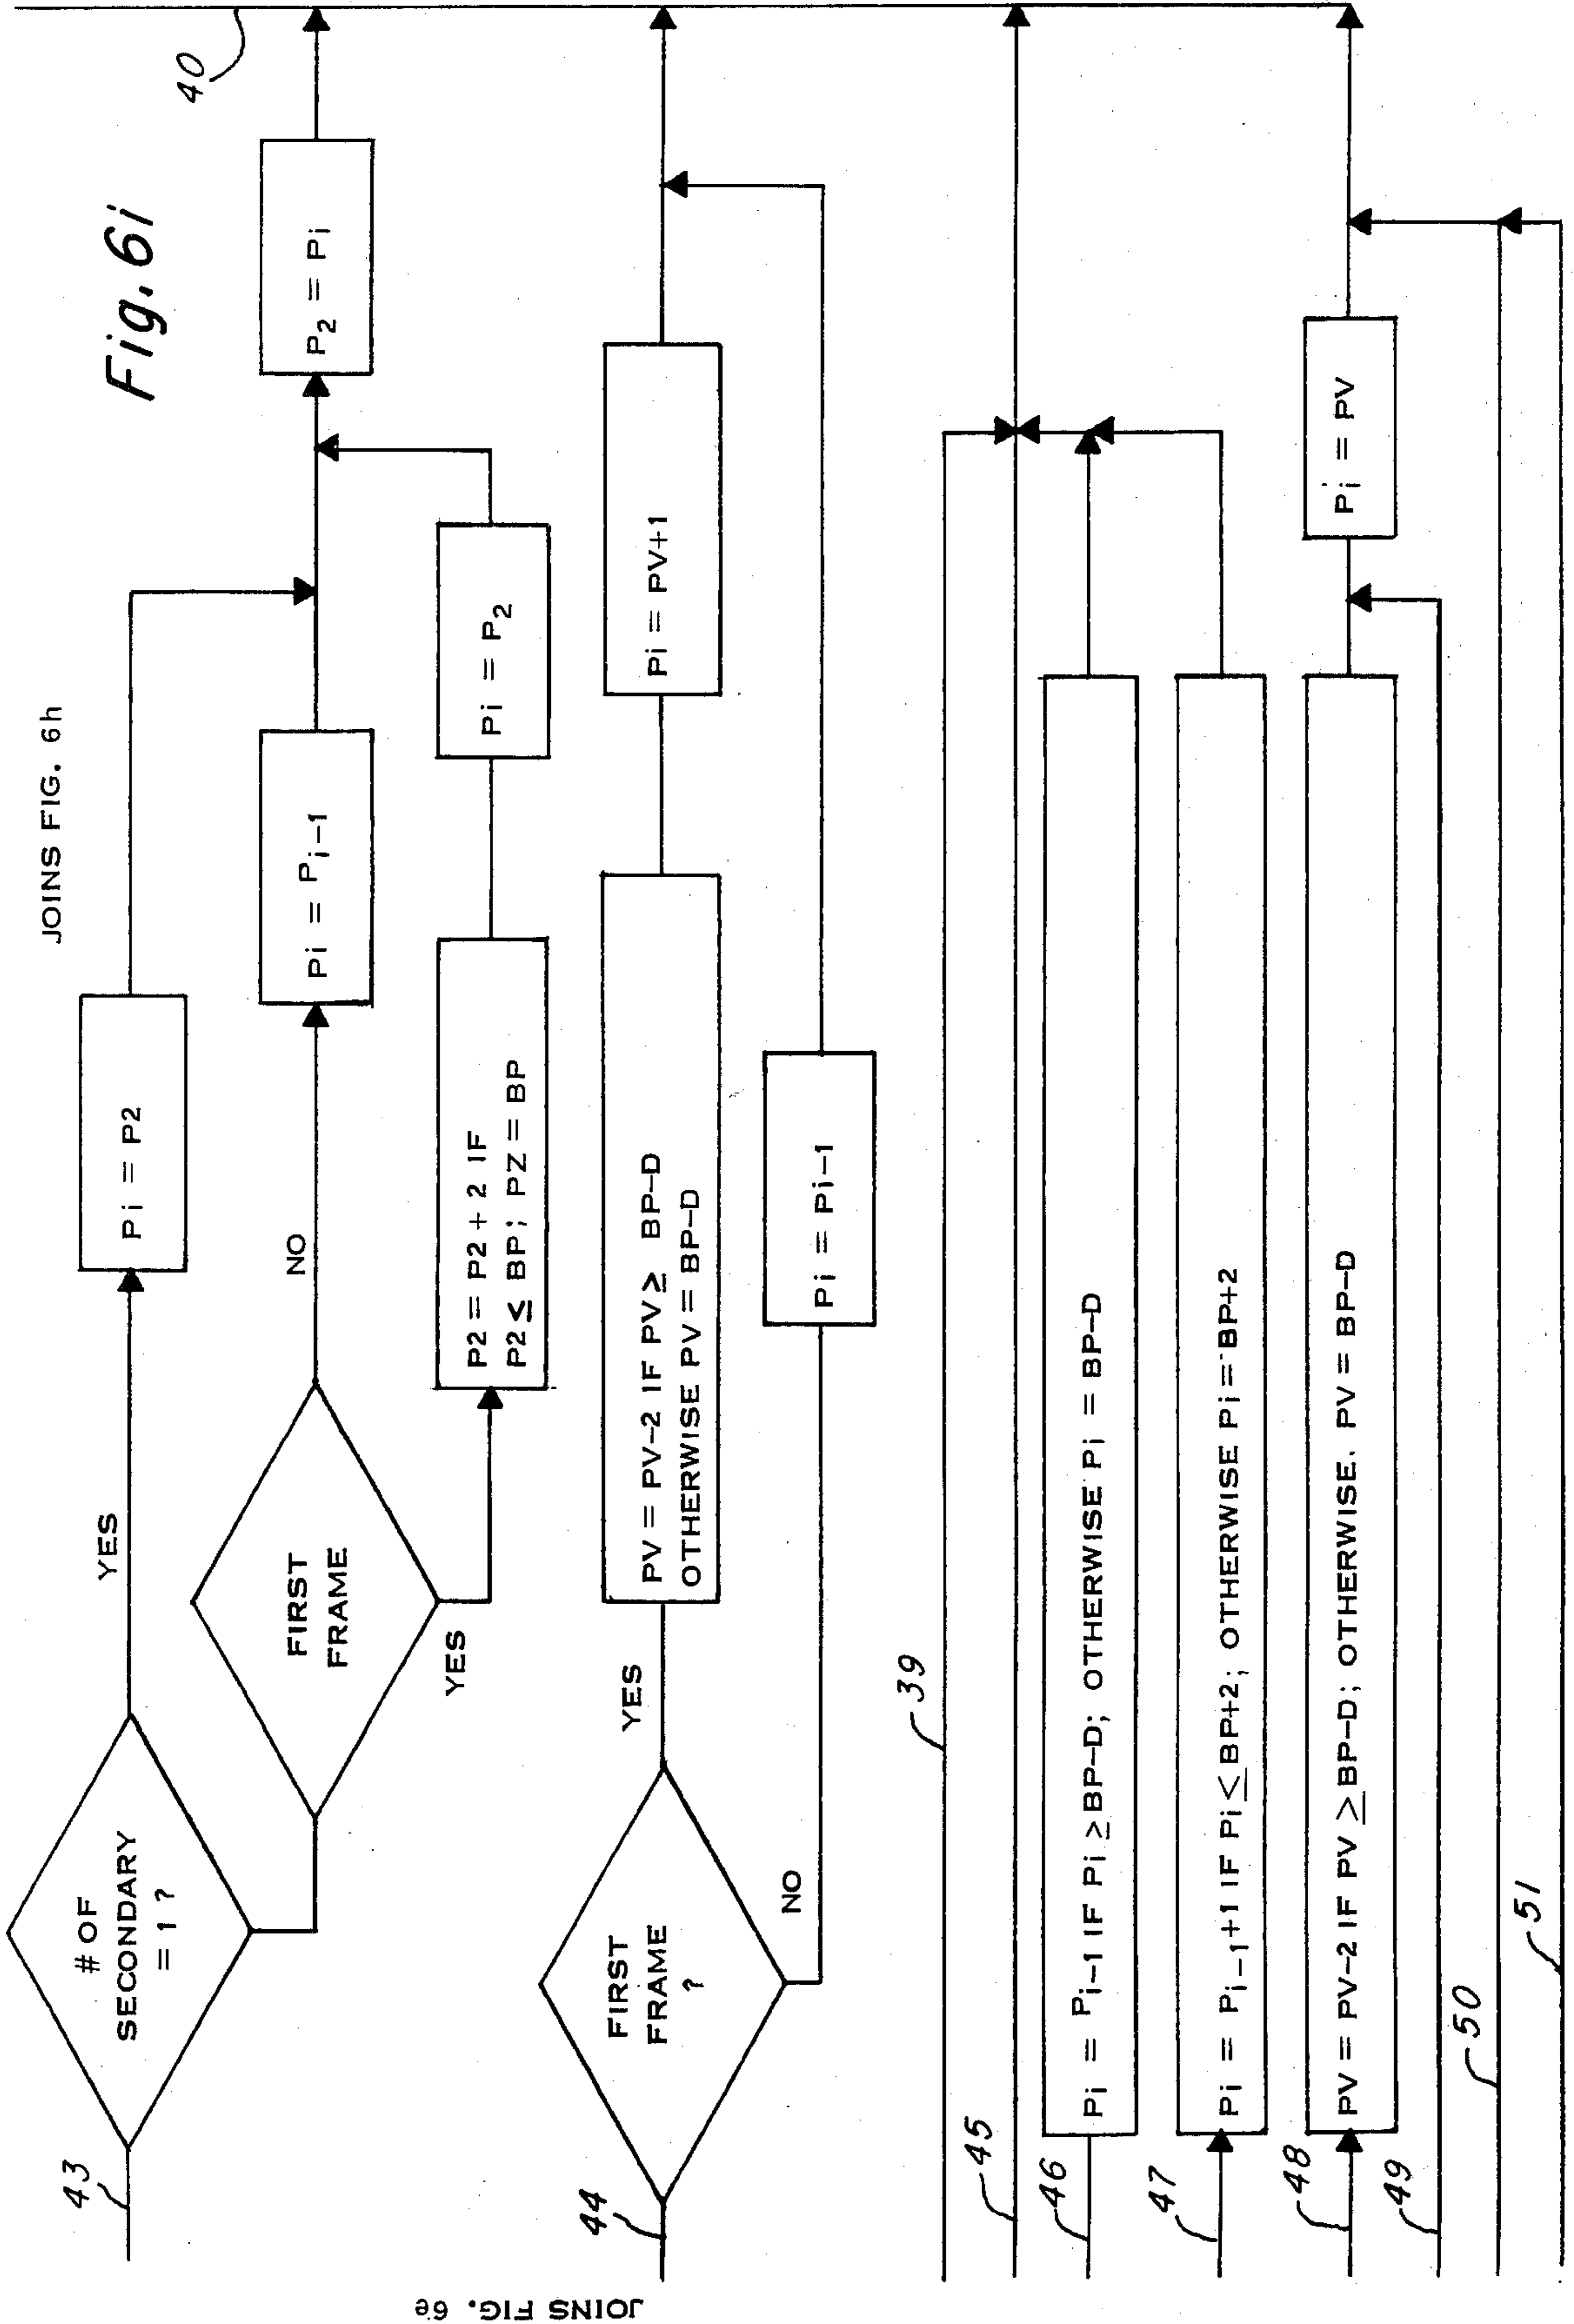 Fig. 6i
JOINS FIG. 6h
JOINS FIG. 6e
40
43
# OF
SECONDARY
= 1 ?
YES
Pi = P2
FIRST
FRAME
NO
Pi = Pi−1
P2 = Pi
YES
P2 = P2 + 2 IF
P2 ≤ BP; PZ = BP
Pi = P2
44
FIRST
FRAME
?
YES
PV = PV−2 IF PV ≥ BP−D
OTHERWISE PV = BP−D
Pi = PV+1
NO
Pi = Pi−1
39
45
46
Pi = Pi−1 IF Pi ≥ BP−D; OTHERWISE Pi = BP−D
47
Pi = Pi−1+1 IF Pi ≤ BP+2; OTHERWISE Pi = BP+2
48
PV = PV−2 IF PV ≥ BP−D; OTHERWISE. PV = BP−D
Pi = PV
49
50
51